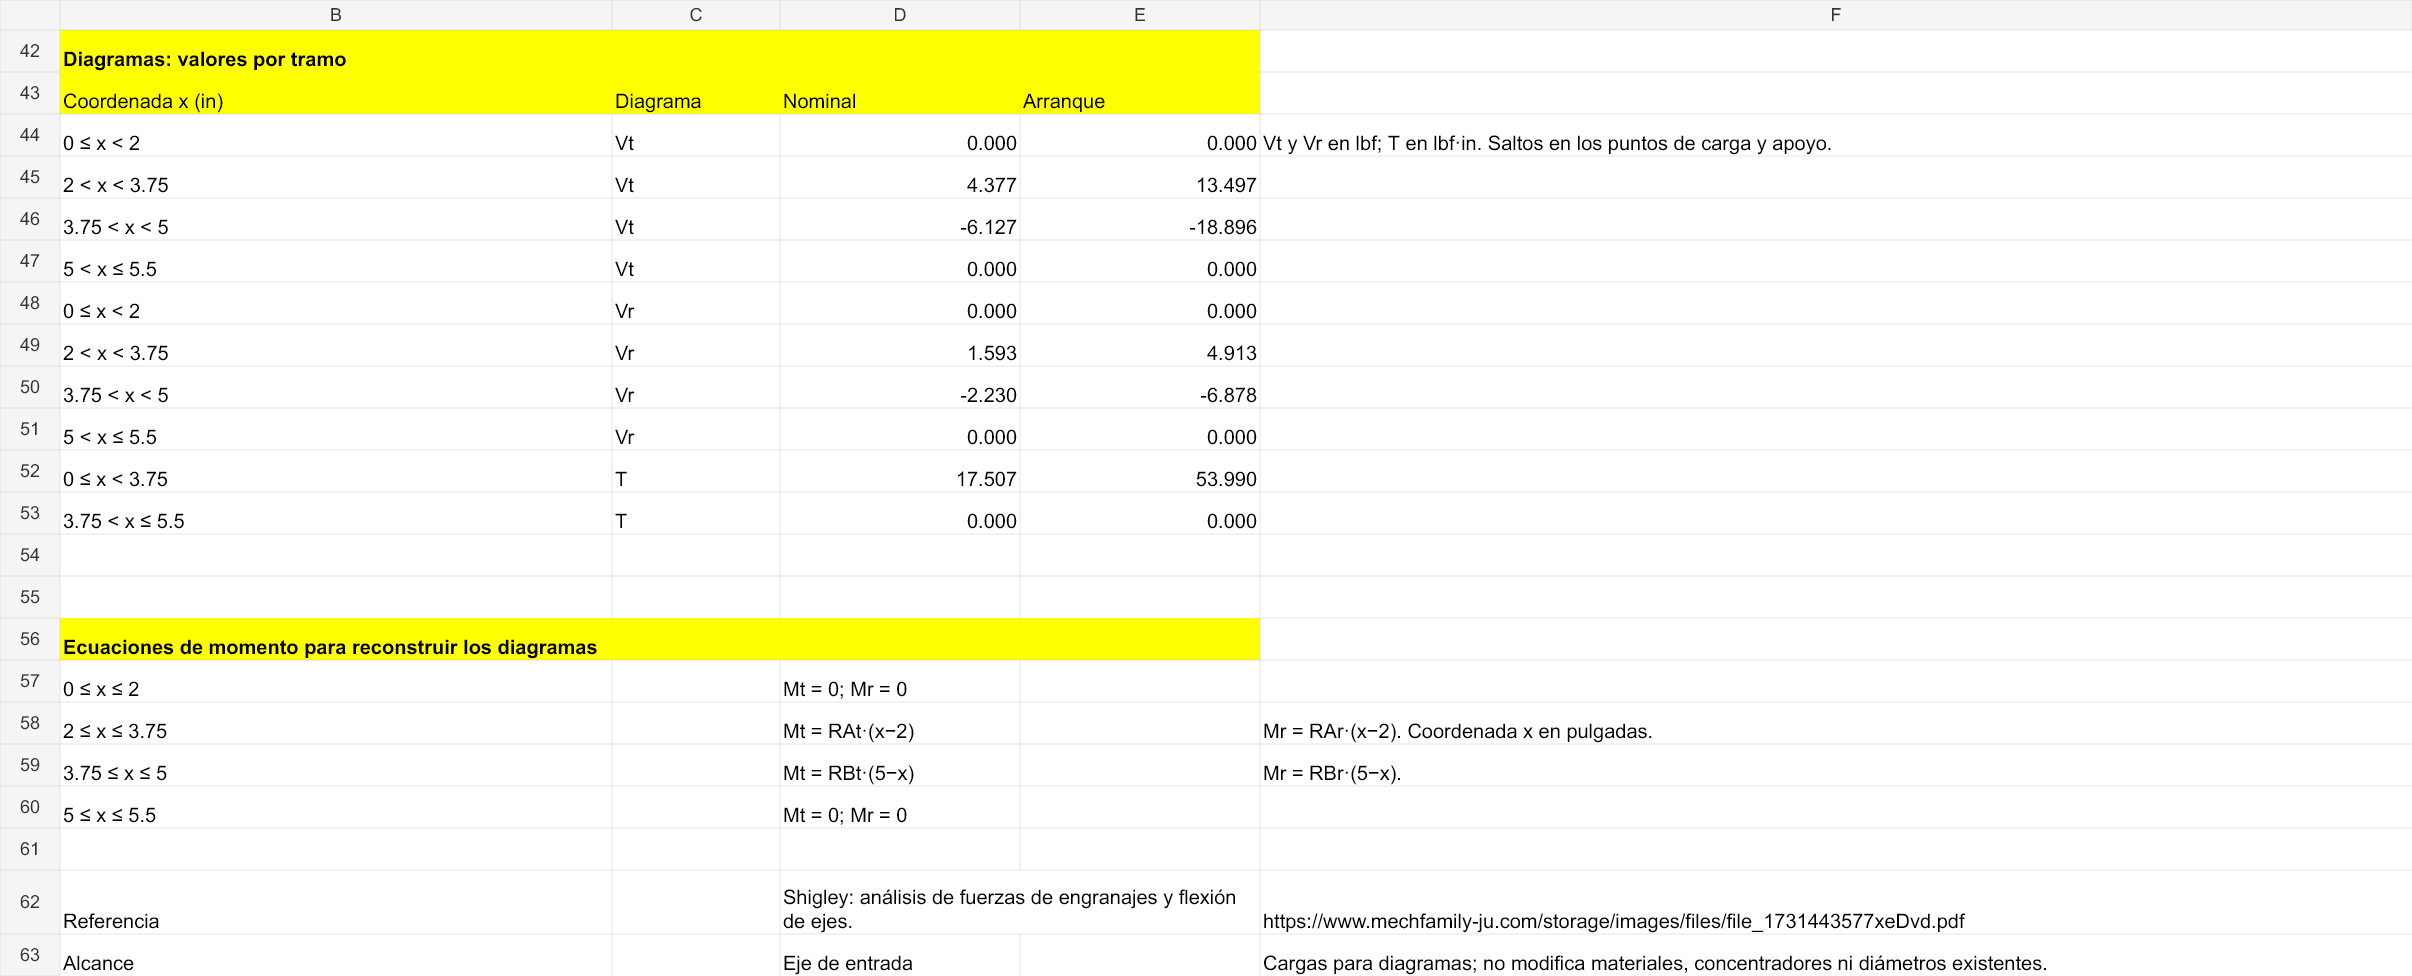 B C D E F
42 Diagramas: valores por tramo
43 Coordenada x (in) Diagrama Nominal Arranque
44 0 ≤ x < 2 Vt 0.000 0.000 Vt y Vr en lbf; T en lbf·in. Saltos en los puntos de carga y apoyo.
45 2 < x < 3.75 Vt 4.377 13.497
46 3.75 < x < 5 Vt -6.127 -18.896
47 5 < x ≤ 5.5 Vt 0.000 0.000
48 0 ≤ x < 2 Vr 0.000 0.000
49 2 < x < 3.75 Vr 1.593 4.913
50 3.75 < x < 5 Vr -2.230 -6.878
51 5 < x ≤ 5.5 Vr 0.000 0.000
52 0 ≤ x < 3.75 T 17.507 53.990
53 3.75 < x ≤ 5.5 T 0.000 0.000
54
55
56 Ecuaciones de momento para reconstruir los diagramas
57 0 ≤ x ≤ 2 Mt = 0; Mr = 0
58 2 ≤ x ≤ 3.75 Mt = RAt·(x−2) Mr = RAr·(x−2). Coordenada x en pulgadas.
59 3.75 ≤ x ≤ 5 Mt = RBt·(5−x) Mr = RBr·(5−x).
60 5 ≤ x ≤ 5.5 Mt = 0; Mr = 0
61
62 Referencia Shigley: análisis de fuerzas de engranajes y flexión
de ejes. https://www.mechfamily-ju.com/storage/images/files/file_1731443577xeDvd.pdf
63 Alcance Eje de entrada Cargas para diagramas; no modifica materiales, concentradores ni diámetros existentes.